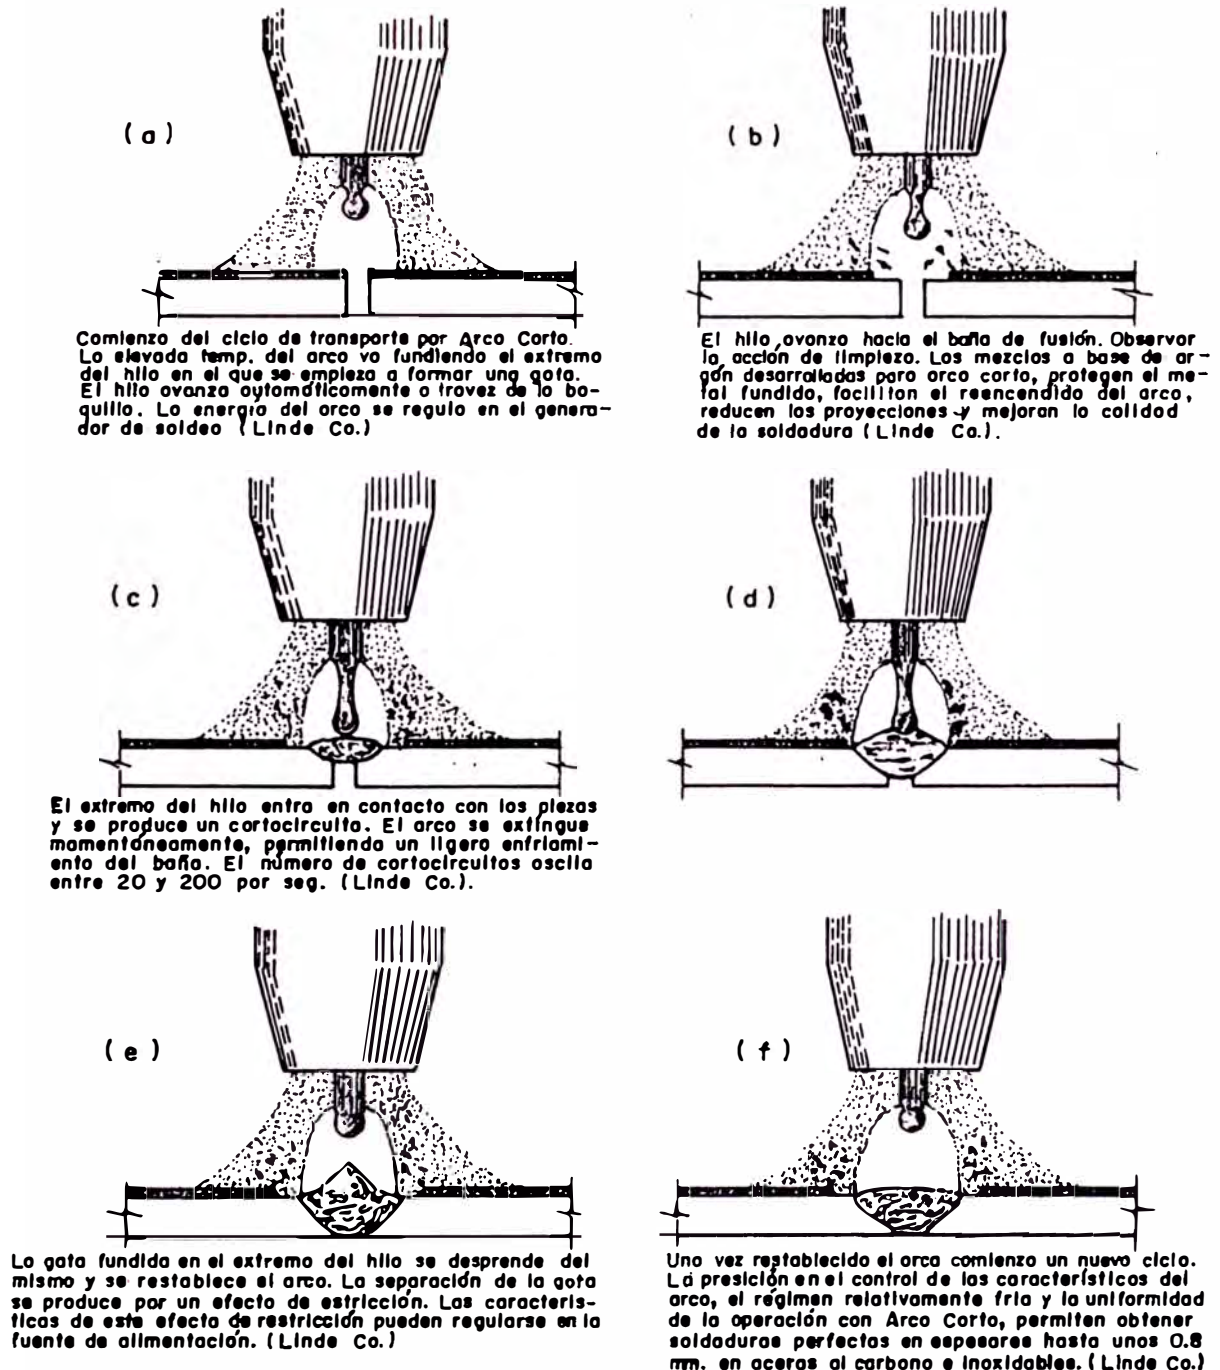 (a)
Comienzo del ciclo de transporte por Arco Corto.
La elevada temp. del arco va fundiendo el extremo
del hilo en el que se empieza a formar una gota.
El hilo avanza aytomáticamente a travez de la bo-
quilla. La energía del arco se regula en el genera-
dor de soldeo (Linde Co.)
(b)
El hilo avanza hacia el baña de fusión. Observar
la acción de limpieza. Los mezclas a base de ar-
gón desarrolladas para arco corto, protegen el me-
tal fundido, facilitan el reencendido del arco,
reducen los proyecciones y mejoran la calidad
de la soldadura (Linde Co.).
(c)
El extremo del hilo entra en contacto con las piezas
y se produce un cortocircuito. El arco se extingue
momentáneamente, permitiendo un ligero enfriami-
ento del baña. El número de cortocircuitos oscila
entre 20 y 200 por seg. (Linde Co.).
(d)
(e)
La gata fundida en el extremo del hilo se desprende del
mismo y se restablece el arco. La separación de la gota
se produce por un efecto de estricción. Las caracteris-
ticas de este efecto de restricción pueden regularse en la
fuente de alimentación. (Linde Co.)
(f)
Una vez restablecido el arco comienza un nuevo ciclo.
La presición en el control de las características del
arco, el régimen relativamente fria y la uniformidad
de la operación con Arco Corto, permiten obtener
soldaduras perfectas en espesares hasta unos 0.8
mm. en aceras al carbono e inoxidables. (Linde Co.)